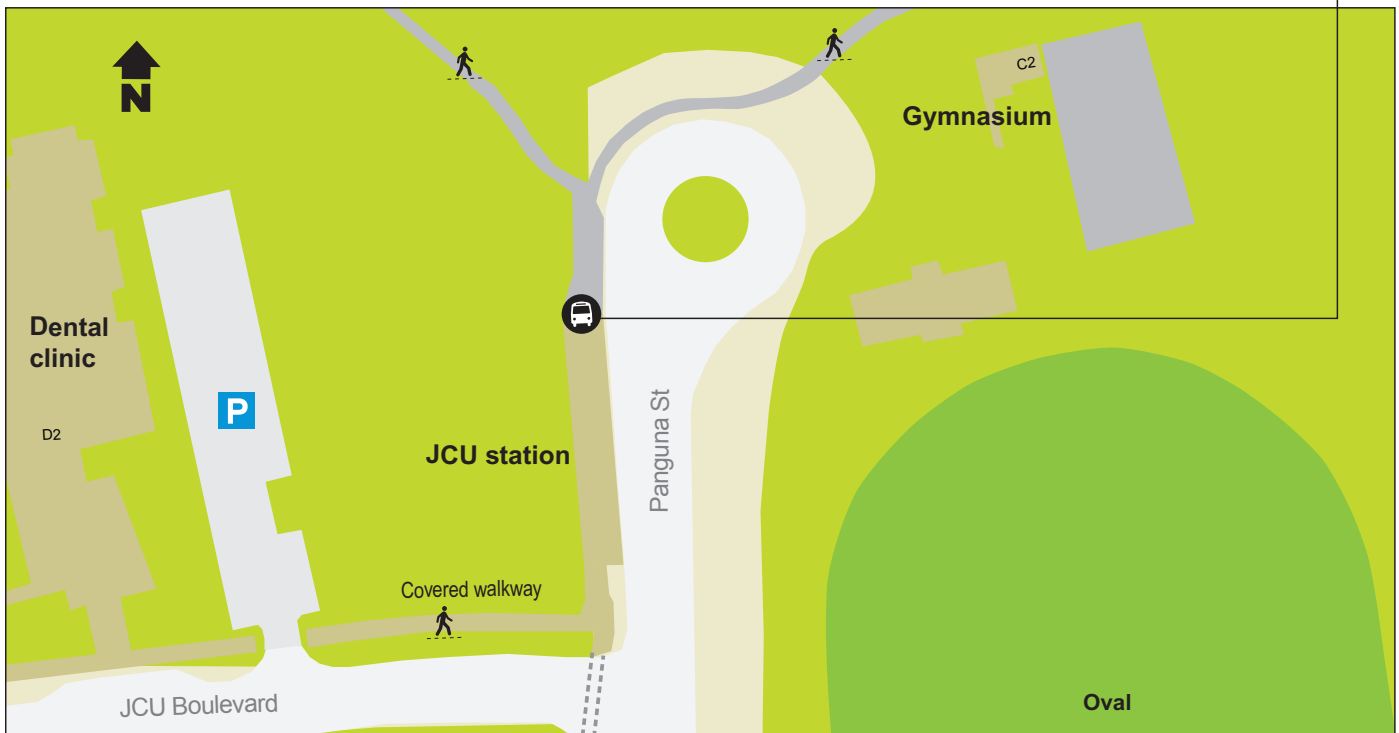 N
C2
Gymnasium
Dental
clinic
P
D2
JCU station
Panguna St
Covered walkway
JCU Boulevard
Oval